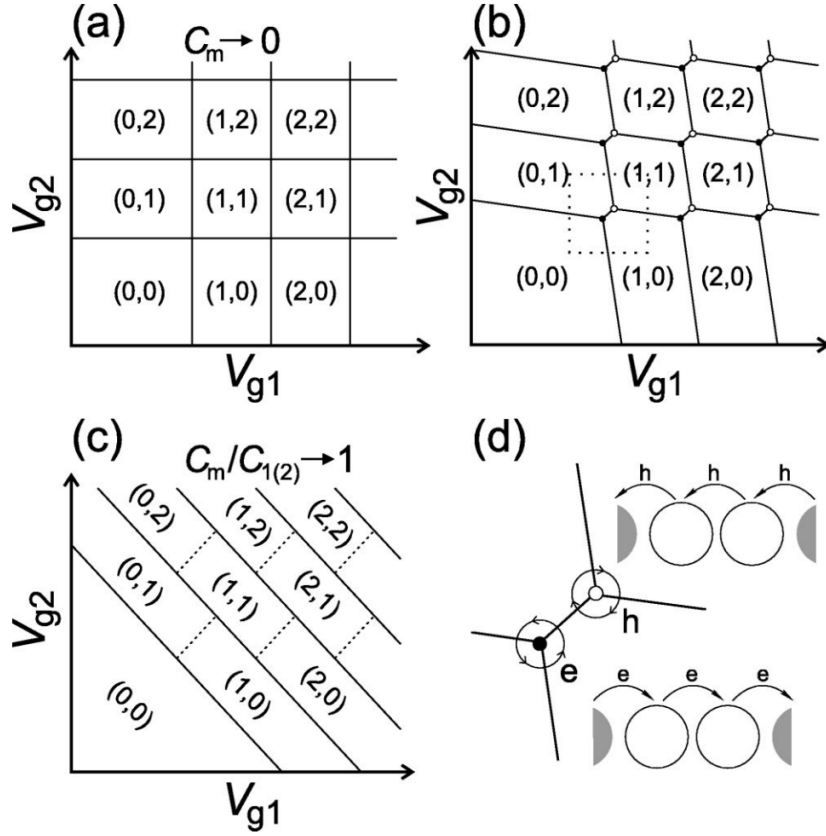 (a)
C_m→0
V_g2
(0,2) (1,2) (2,2)
(0,1) (1,1) (2,1)
(0,0) (1,0) (2,0)
V_g1
(b)
V_g2
(0,2) (1,2) (2,2)
(0,1) (1,1) (2,1)
(0,0) (1,0) (2,0)
V_g1
(c)
C_m/C_1(2)→1
V_g2
(0,2) (1,2) (2,2)
(0,1) (1,1) (2,1)
(0,0) (1,0) (2,0)
V_g1
(d)
h h h
h
e
e e e